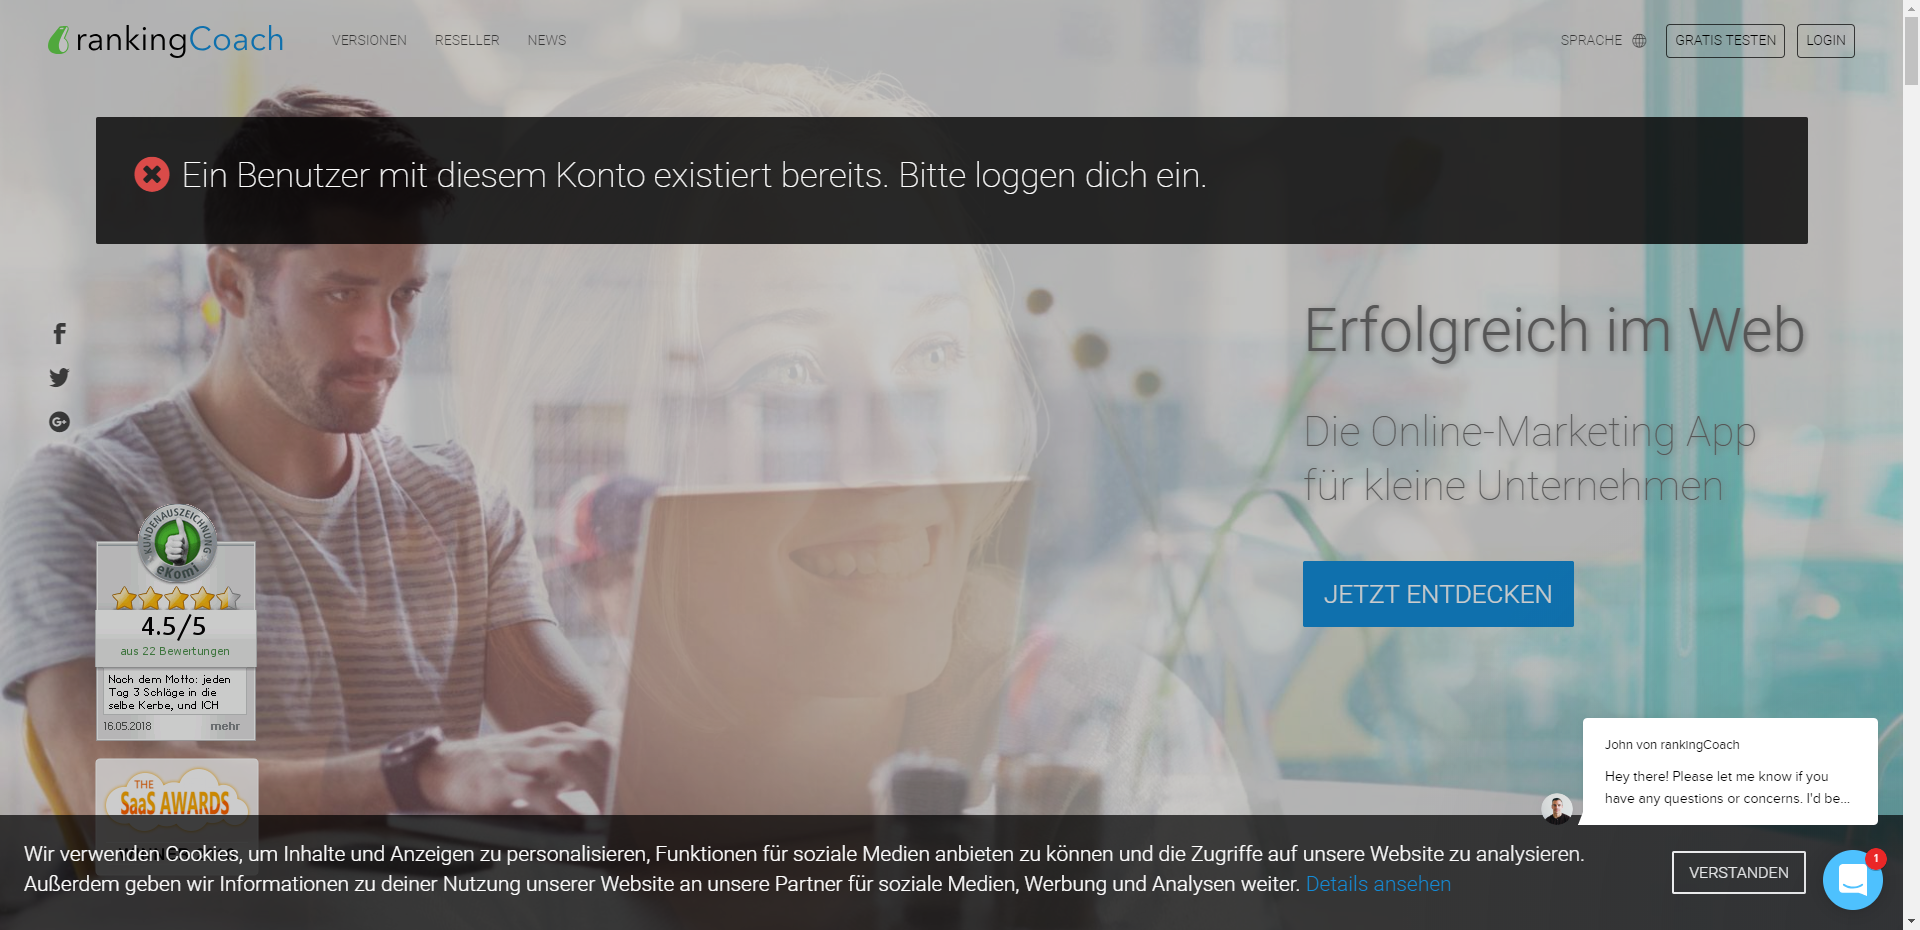 rankingCoach
VERSIONEN
RESELLER
NEWS
SPRACHE
GRATIS TESTEN
LOGIN
Ein Benutzer mit diesem Konto existiert bereits. Bitte loggen dich ein.
Erfolgreich im Web
Die Online-Marketing App
für kleine Unternehmen
JETZT ENTDECKEN
KUNDENAUSZEICHNUNG
eKomi
4.5/5
aus 22 Bewertungen
Nach dem Motto: jeden
Tag 3 Schläge in die
selbe Kerbe, und ICH
16.05.2018
mehr
THE
SaaS AWARDS
John von rankingCoach
Hey there! Please let me know if you
have any questions or concerns. I'd be...
Wir verwenden Cookies, um Inhalte und Anzeigen zu personalisieren, Funktionen für soziale Medien anbieten zu können und die Zugriffe auf unsere Website zu analysieren.
Außerdem geben wir Informationen zu deiner Nutzung unserer Website an unsere Partner für soziale Medien, Werbung und Analysen weiter. Details ansehen
VERSTANDEN
1